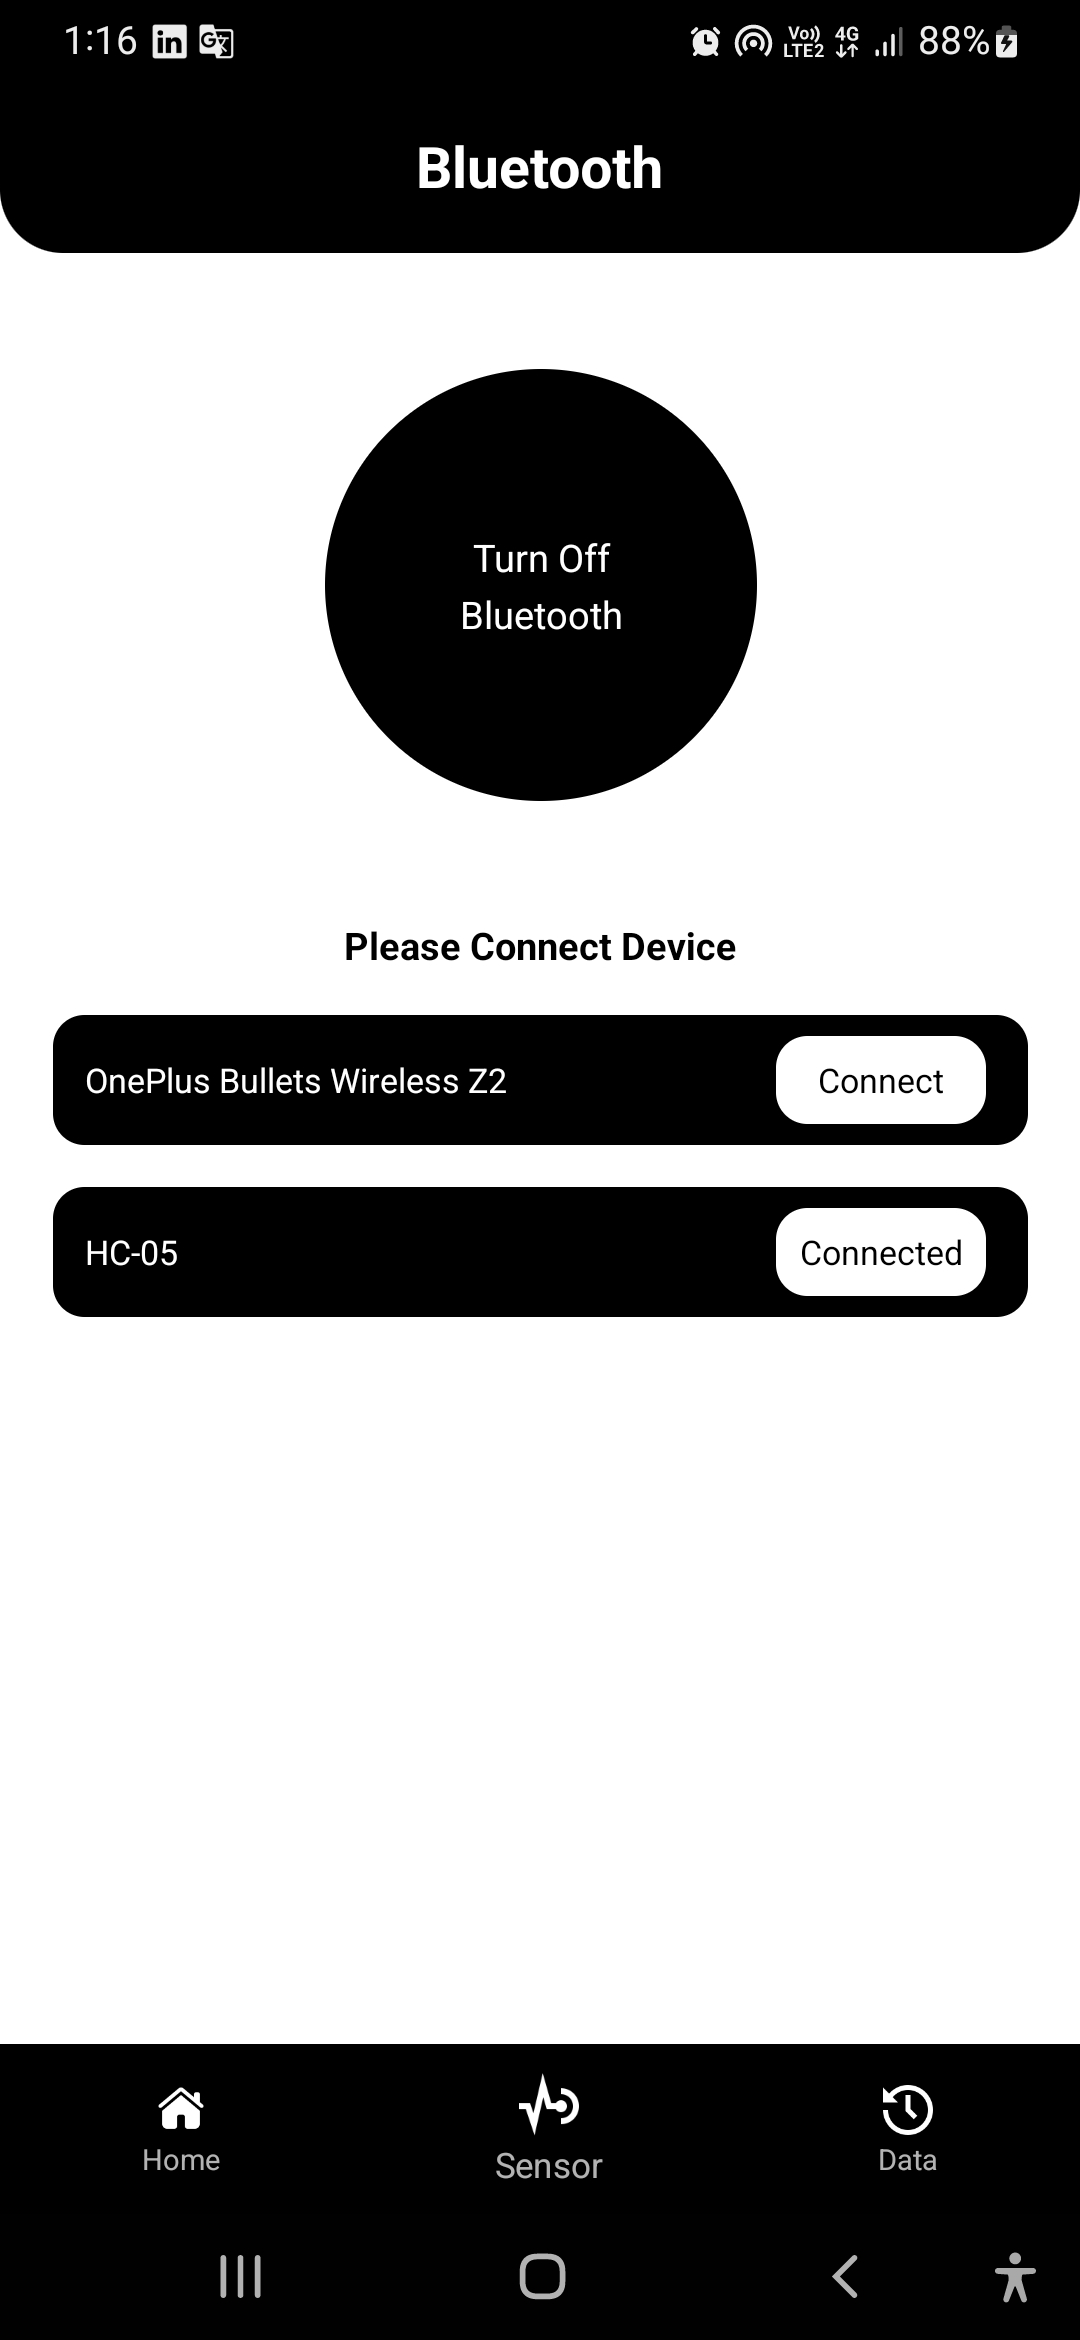 1:16
Vo)) 4G
LTE2
88%
Bluetooth
Turn Off
Bluetooth
Please Connect Device
OnePlus Bullets Wireless Z2 Connect
HC-05 Connected
Home Sensor Data